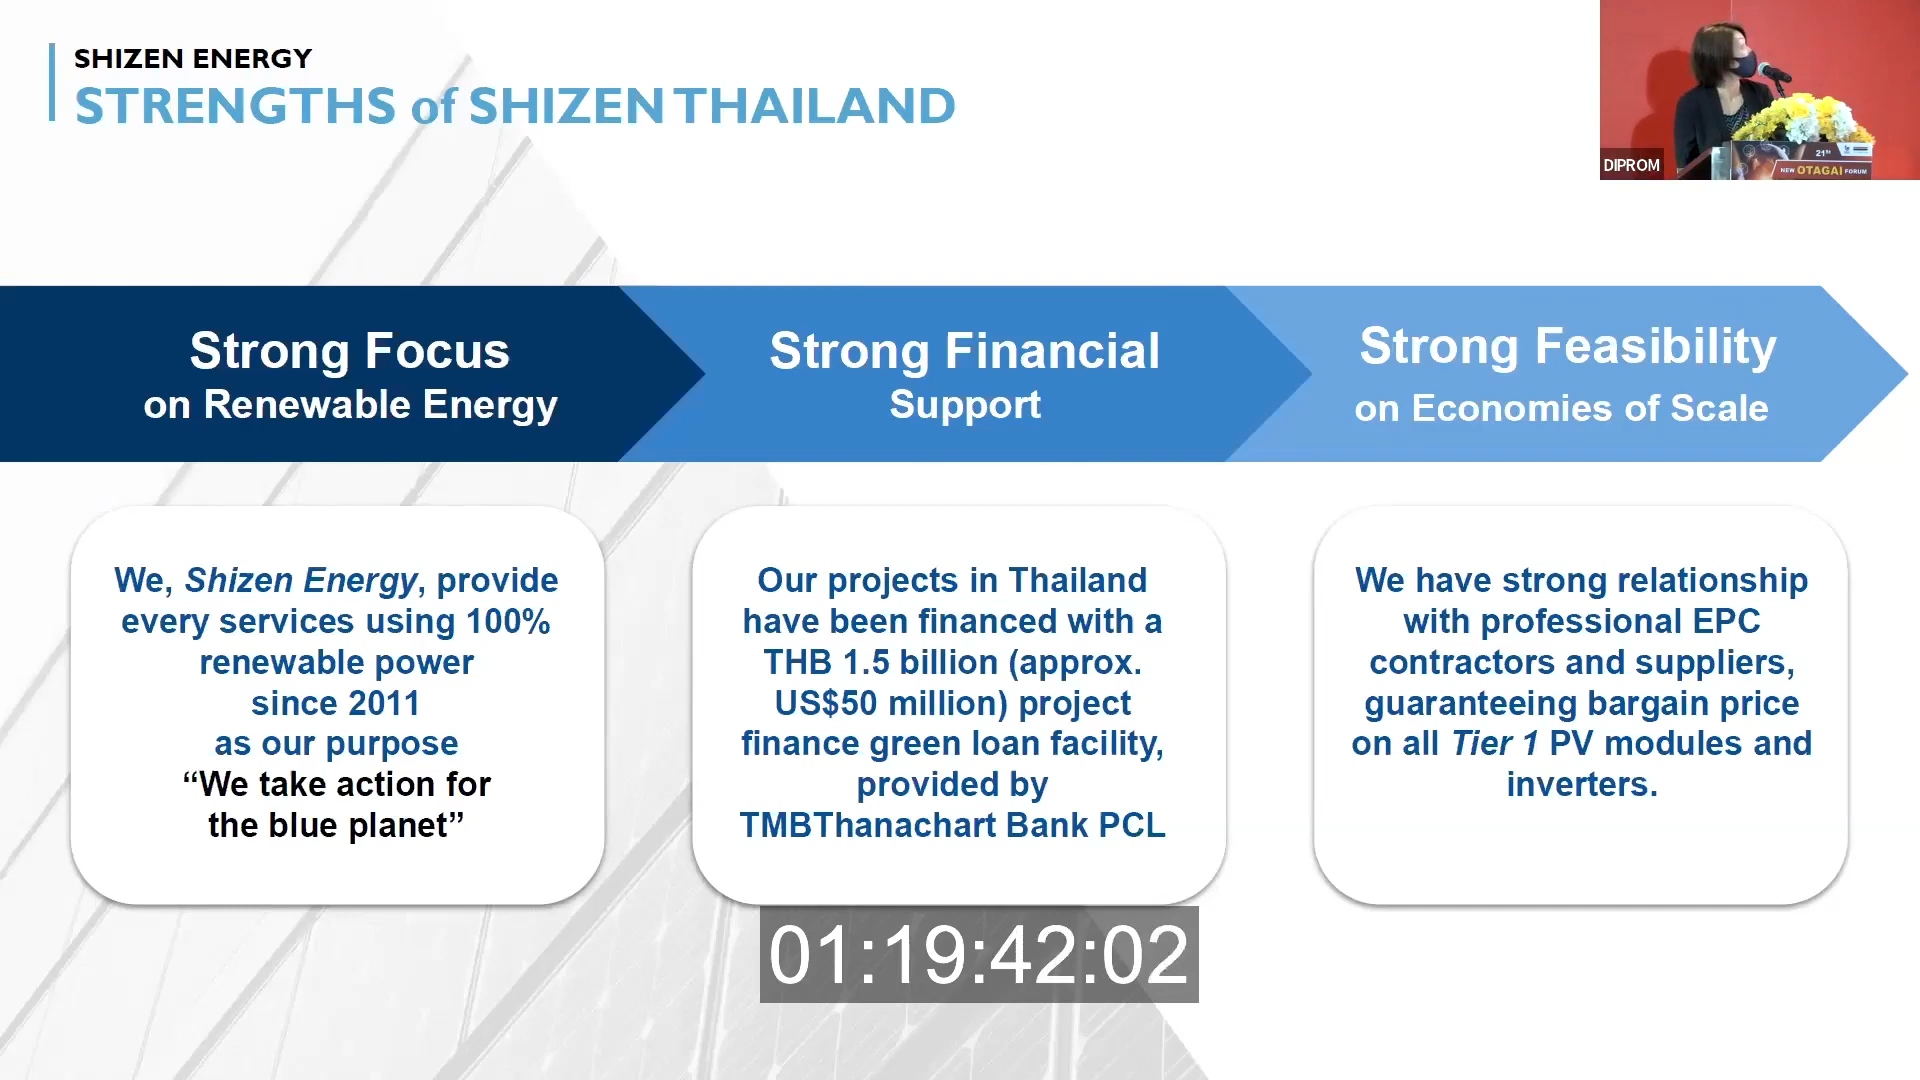 SHIZEN ENERGY
STRENGTHS of SHIZEN THAILAND
DIPROM
21st
NEW OTAGAI FORUM
Strong Focus
on Renewable Energy
Strong Financial
Support
Strong Feasibility
on Economies of Scale
We, Shizen Energy, provide
every services using 100%
renewable power
since 2011
as our purpose
“We take action for
the blue planet”
Our projects in Thailand
have been financed with a
THB 1.5 billion (approx.
US$50 million) project
finance green loan facility,
provided by
TMBThanachart Bank PCL
We have strong relationship
with professional EPC
contractors and suppliers,
guaranteeing bargain price
on all Tier 1 PV modules and
inverters.
01:19:42:02